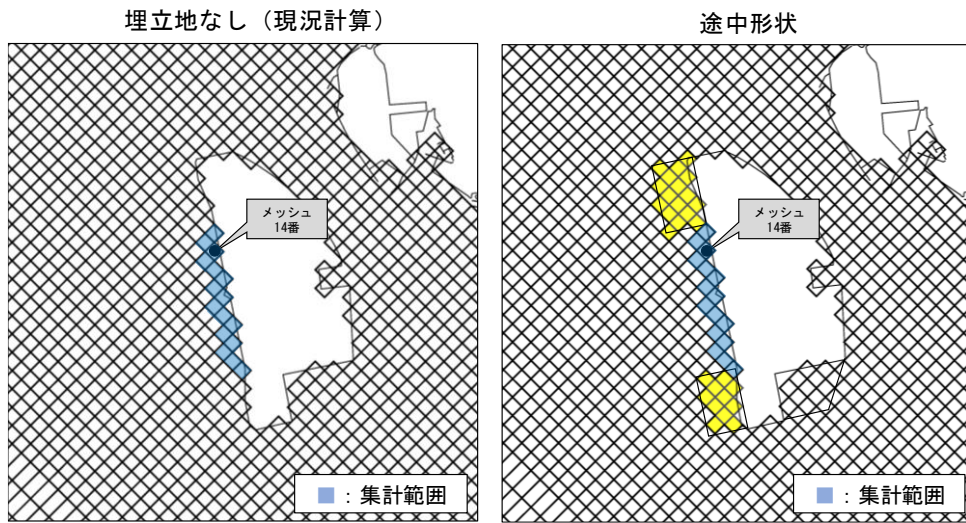 埋立地なし（現況計算）
途中形状
メッシュ
14番
メッシュ
14番
：集計範囲
：集計範囲